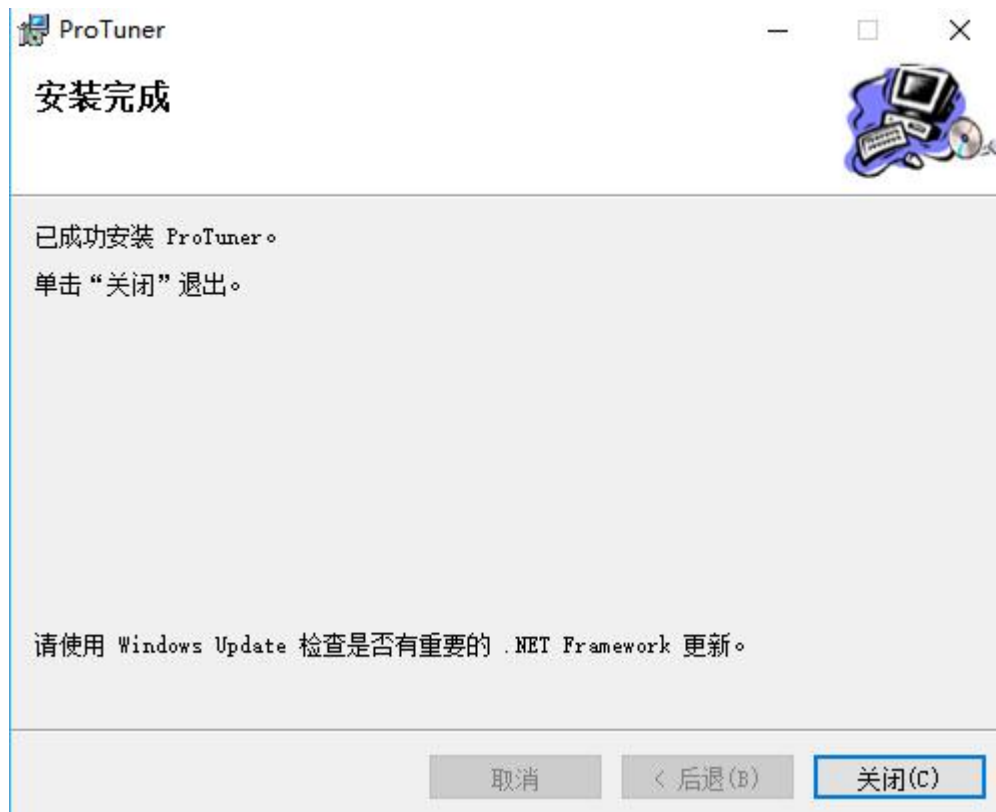 ProTuner
安装完成
已成功安装 ProTuner。
单击“关闭”退出。
请使用 Windows Update 检查是否有重要的 .NET Framework 更新。
取消
< 后退(B)
关闭(C)